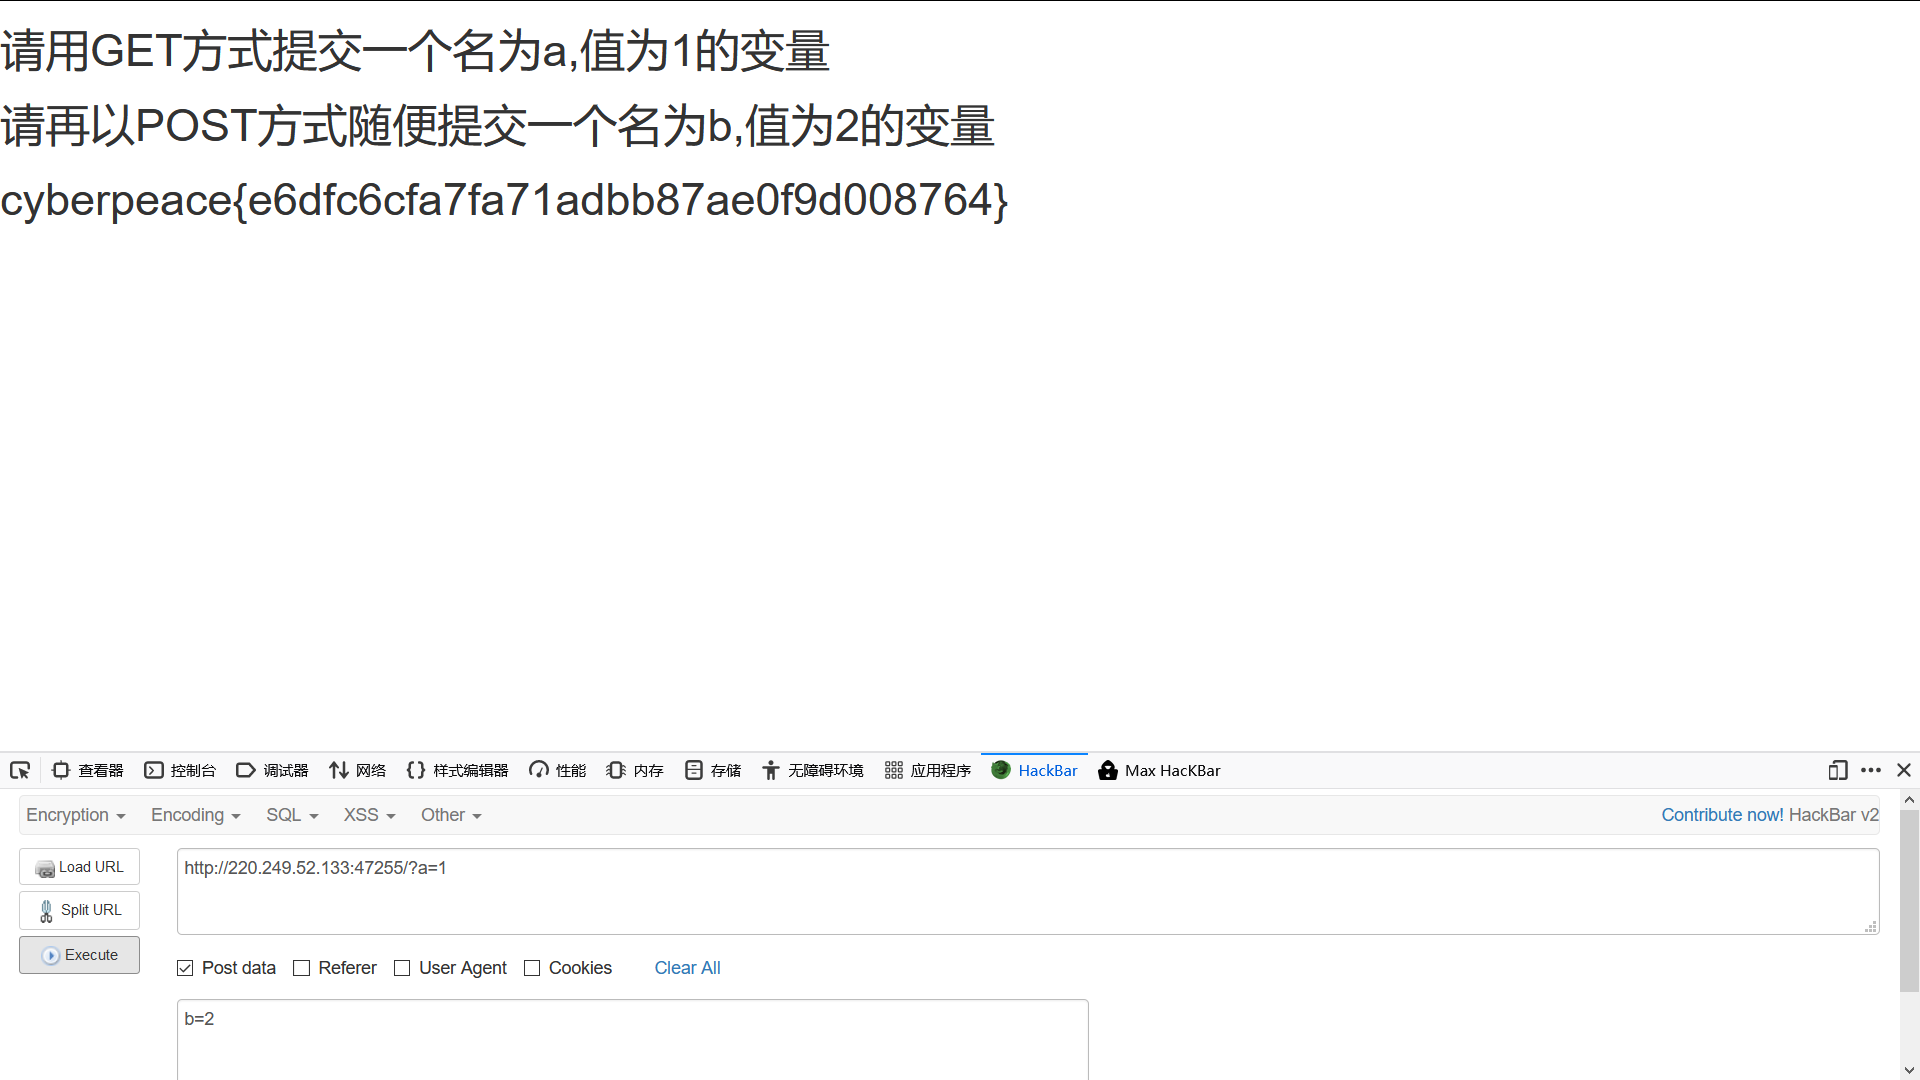 请用GET方式提交一个名为a,值为1的变量
请再以POST方式随便提交一个名为b,值为2的变量
cyberpeace{e6dfc6cfa7fa71adbb87ae0f9d008764}
查看器 控制台 调试器 网络 样式编辑器 性能 内存 存储 无障碍环境 应用程序 HackBar Max HacKBar
Encryption Encoding SQL XSS Other Contribute now! HackBar v2
Load URL
http://220.249.52.133:47255/?a=1
Split URL
Execute
Post data Referer User Agent Cookies Clear All
b=2